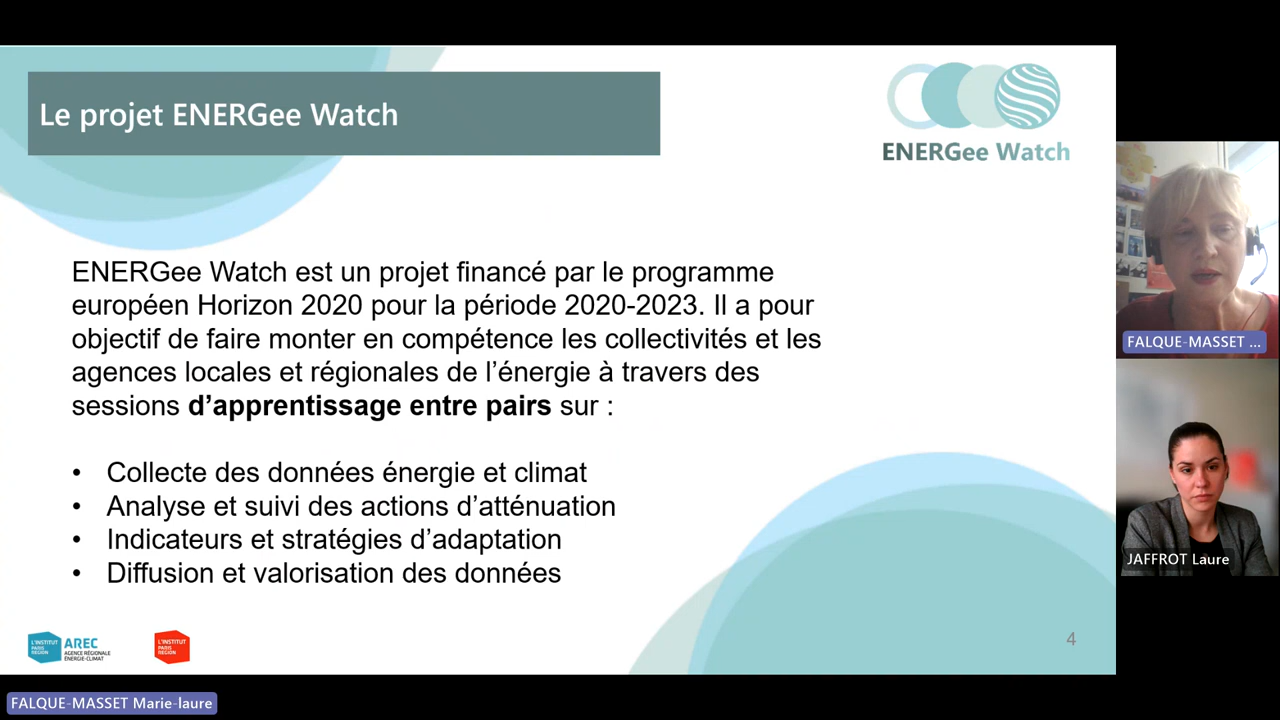 Le projet ENERGee Watch
ENERGee Watch
ENERGee Watch est un projet financé par le programme
européen Horizon 2020 pour la période 2020-2023. Il a pour
objectif de faire monter en compétence les collectivités et les
agences locales et régionales de l’énergie à travers des
sessions d’apprentissage entre pairs sur :
• Collecte des données énergie et climat
• Analyse et suivi des actions d’atténuation
• Indicateurs et stratégies d’adaptation
• Diffusion et valorisation des données
L'INSTITUT
PARIS
REGION
AREC
AGENCE RÉGIONALE
ÉNERGIE-CLIMAT
L'INSTITUT
PARIS
REGION
4
FALQUE-MASSET ...
JAFFROT Laure
FALQUE-MASSET Marie-laure